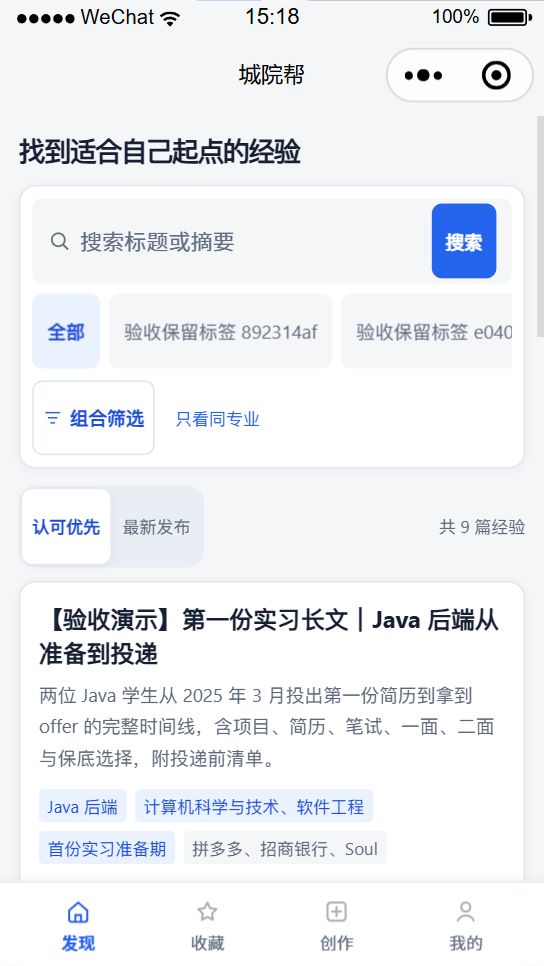 WeChat 15:18 100%
城院帮
找到适合自己起点的经验
搜索标题或摘要 搜索
全部 验收保留标签 892314af 验收保留标签 e040
组合筛选 只看同专业
认可优先 最新发布 共 9 篇经验
【验收演示】第一份实习长文｜Java 后端从
准备到投递
两位 Java 学生从 2025 年 3 月投出第一份简历到拿到
offer 的完整时间线，含项目、简历、笔试、一面、二面
与保底选择，附投递前清单。
Java 后端 计算机科学与技术、软件工程
首份实习准备期 拼多多、招商银行、Soul
发现 收藏 创作 我的